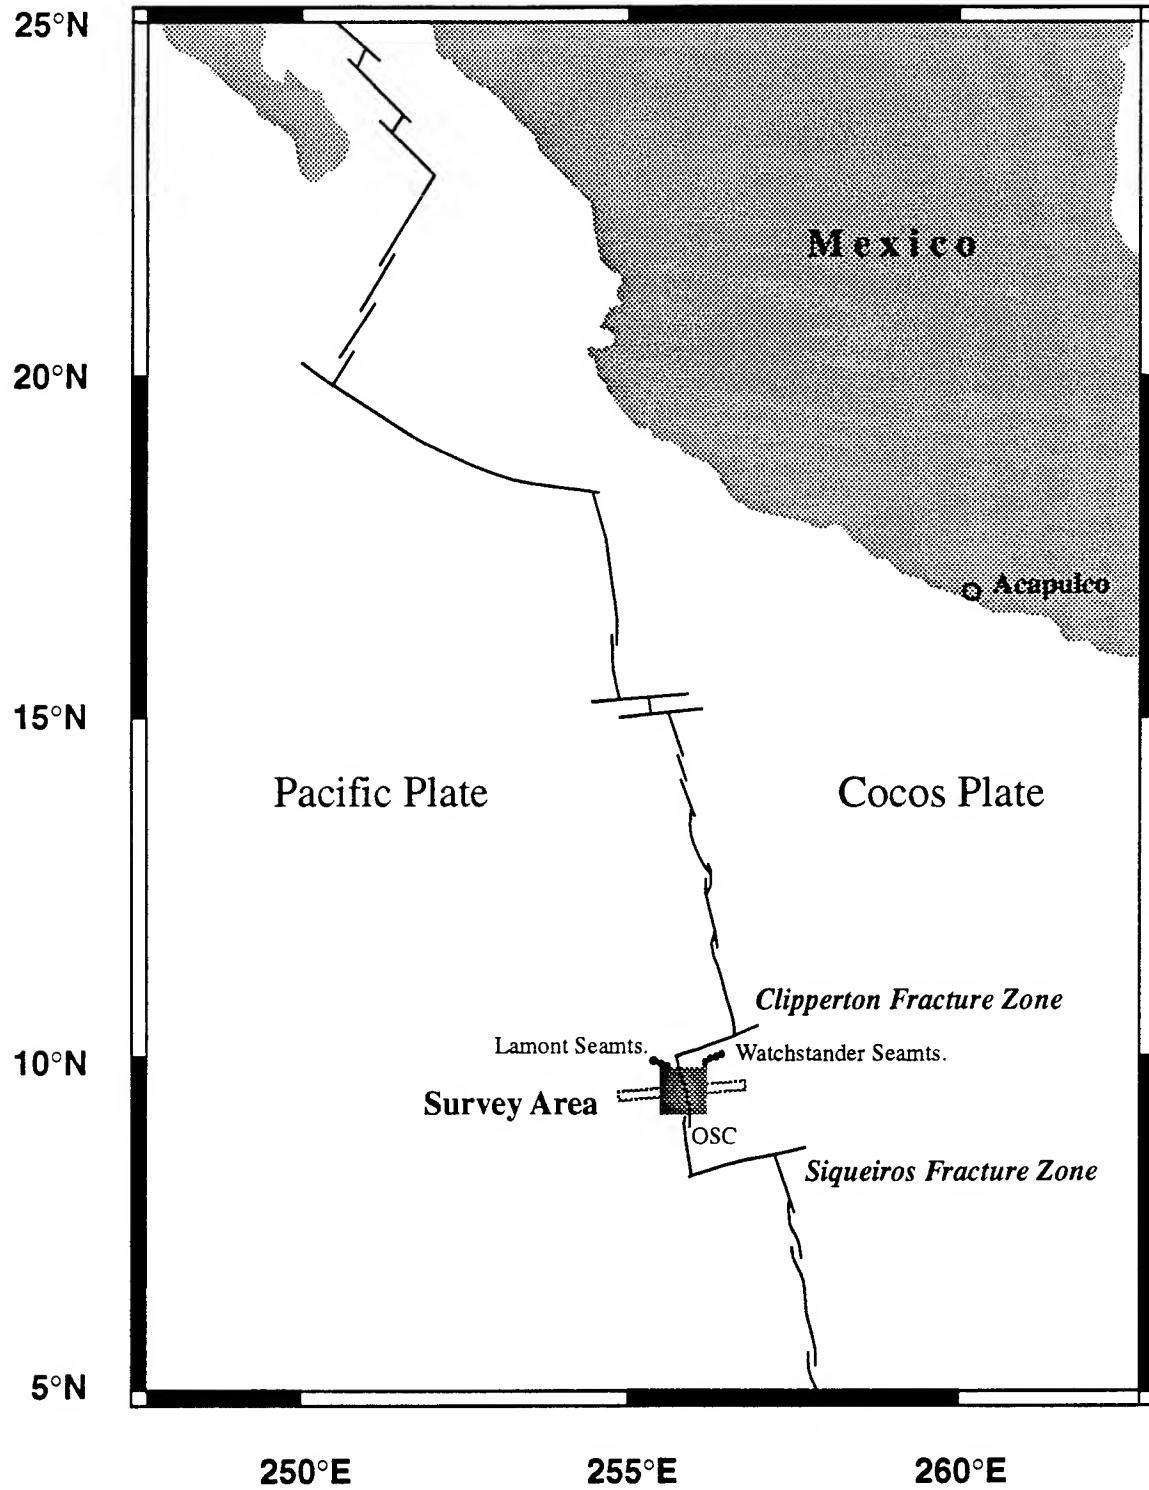 25°N
Mexico
20°N
Acapulco
15°N
Pacific Plate
Cocos Plate
Clipperton Fracture Zone
Lamont Seamts.
Watchstander Seamts.
10°N
Survey Area
OSC
Siqueiros Fracture Zone
5°N
250°E
255°E
260°E